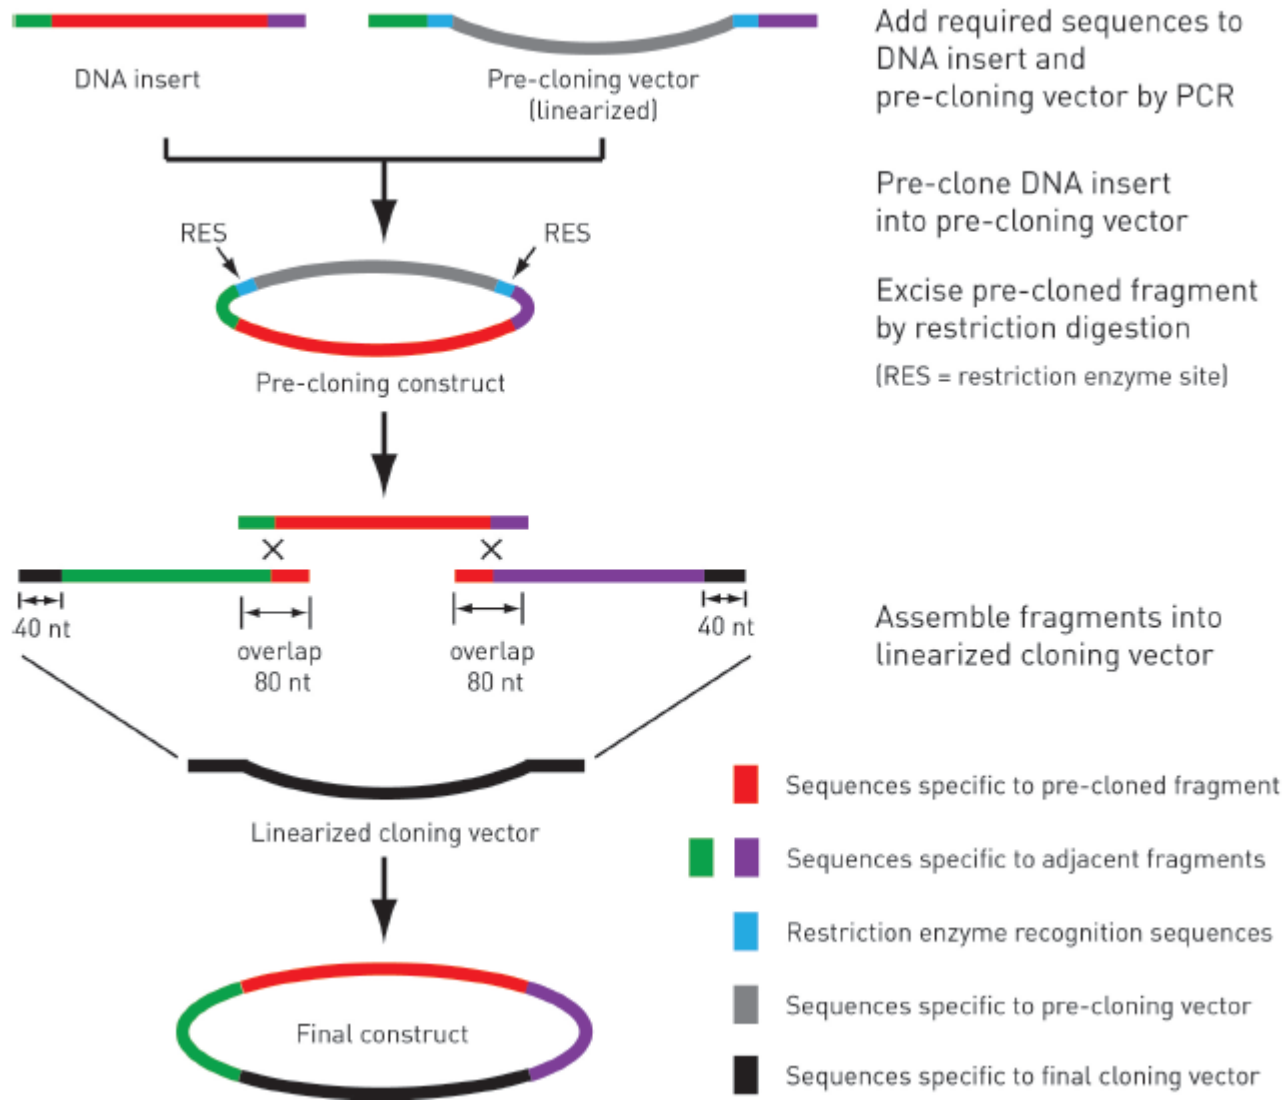 Add required sequences to
DNA insert and
pre-cloning vector by PCR
DNA insert
Pre-cloning vector
(linearized)
Pre-clone DNA insert
into pre-cloning vector
RES
RES
Excise pre-cloned fragment
by restriction digestion
(RES = restriction enzyme site)
Pre-cloning construct
40 nt
overlap
80 nt
overlap
80 nt
40 nt
Assemble fragments into
linearized cloning vector
Linearized cloning vector
Final construct
Sequences specific to pre-cloned fragment
Sequences specific to adjacent fragments
Restriction enzyme recognition sequences
Sequences specific to pre-cloning vector
Sequences specific to final cloning vector